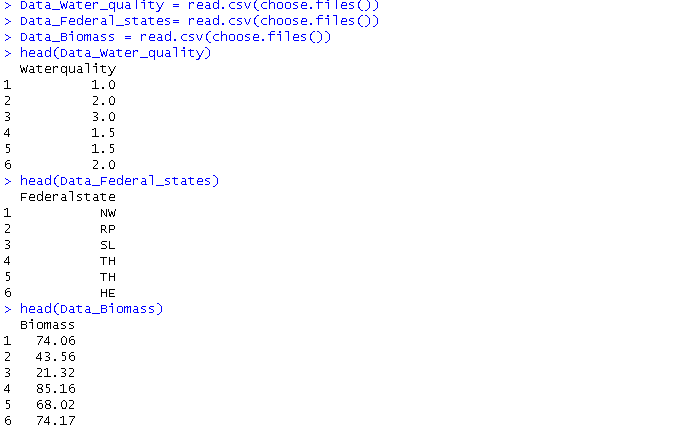 > Data_Water_quality = read.csv(choose.files())
> Data_Federal_states= read.csv(choose.files())
> Data_Biomass = read.csv(choose.files())
> head(Data_Water_quality)
  Waterquality
1          1.0
2          2.0
3          3.0
4          1.5
5          1.5
6          2.0
> head(Data_Federal_states)
  Federalstate
1           NW
2           RP
3           SL
4           TH
5           TH
6           HE
> head(Data_Biomass)
  Biomass
1   74.06
2   43.56
3   21.32
4   85.16
5   68.02
6   74.17